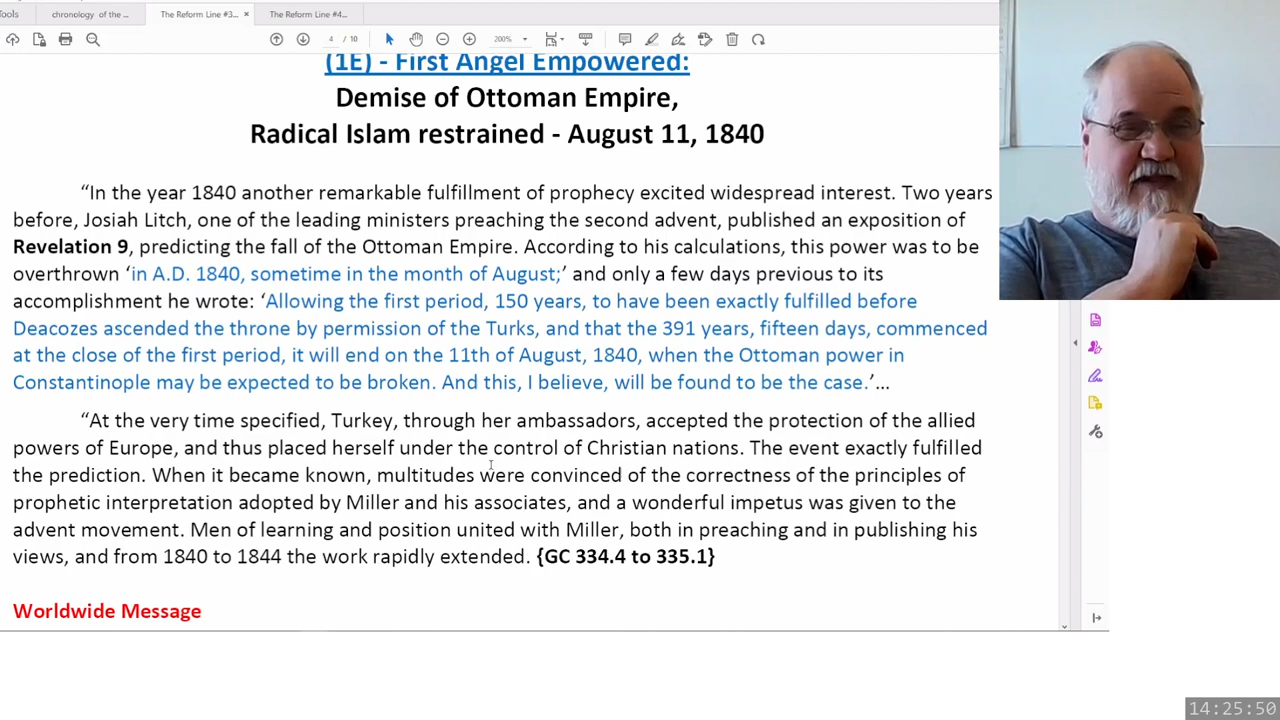 Tools
chronology of the ...
The Reform Line #3... ×
The Reform Line #4...
4 / 10
200%
(1E) - First Angel Empowered:
Demise of Ottoman Empire,
Radical Islam restrained - August 11, 1840
“In the year 1840 another remarkable fulfillment of prophecy excited widespread interest. Two years
before, Josiah Litch, one of the leading ministers preaching the second advent, published an exposition of
Revelation 9, predicting the fall of the Ottoman Empire. According to his calculations, this power was to be
overthrown ‘in A.D. 1840, sometime in the month of August;’ and only a few days previous to its
accomplishment he wrote: ‘Allowing the first period, 150 years, to have been exactly fulfilled before
Deacozes ascended the throne by permission of the Turks, and that the 391 years, fifteen days, commenced
at the close of the first period, it will end on the 11th of August, 1840, when the Ottoman power in
Constantinople may be expected to be broken. And this, I believe, will be found to be the case.’...
“At the very time specified, Turkey, through her ambassadors, accepted the protection of the allied
powers of Europe, and thus placed herself under the control of Christian nations. The event exactly fulfilled
the prediction. When it became known, multitudes were convinced of the correctness of the principles of
prophetic interpretation adopted by Miller and his associates, and a wonderful impetus was given to the
advent movement. Men of learning and position united with Miller, both in preaching and in publishing his
views, and from 1840 to 1844 the work rapidly extended. {GC 334.4 to 335.1}
Worldwide Message
14:25:50